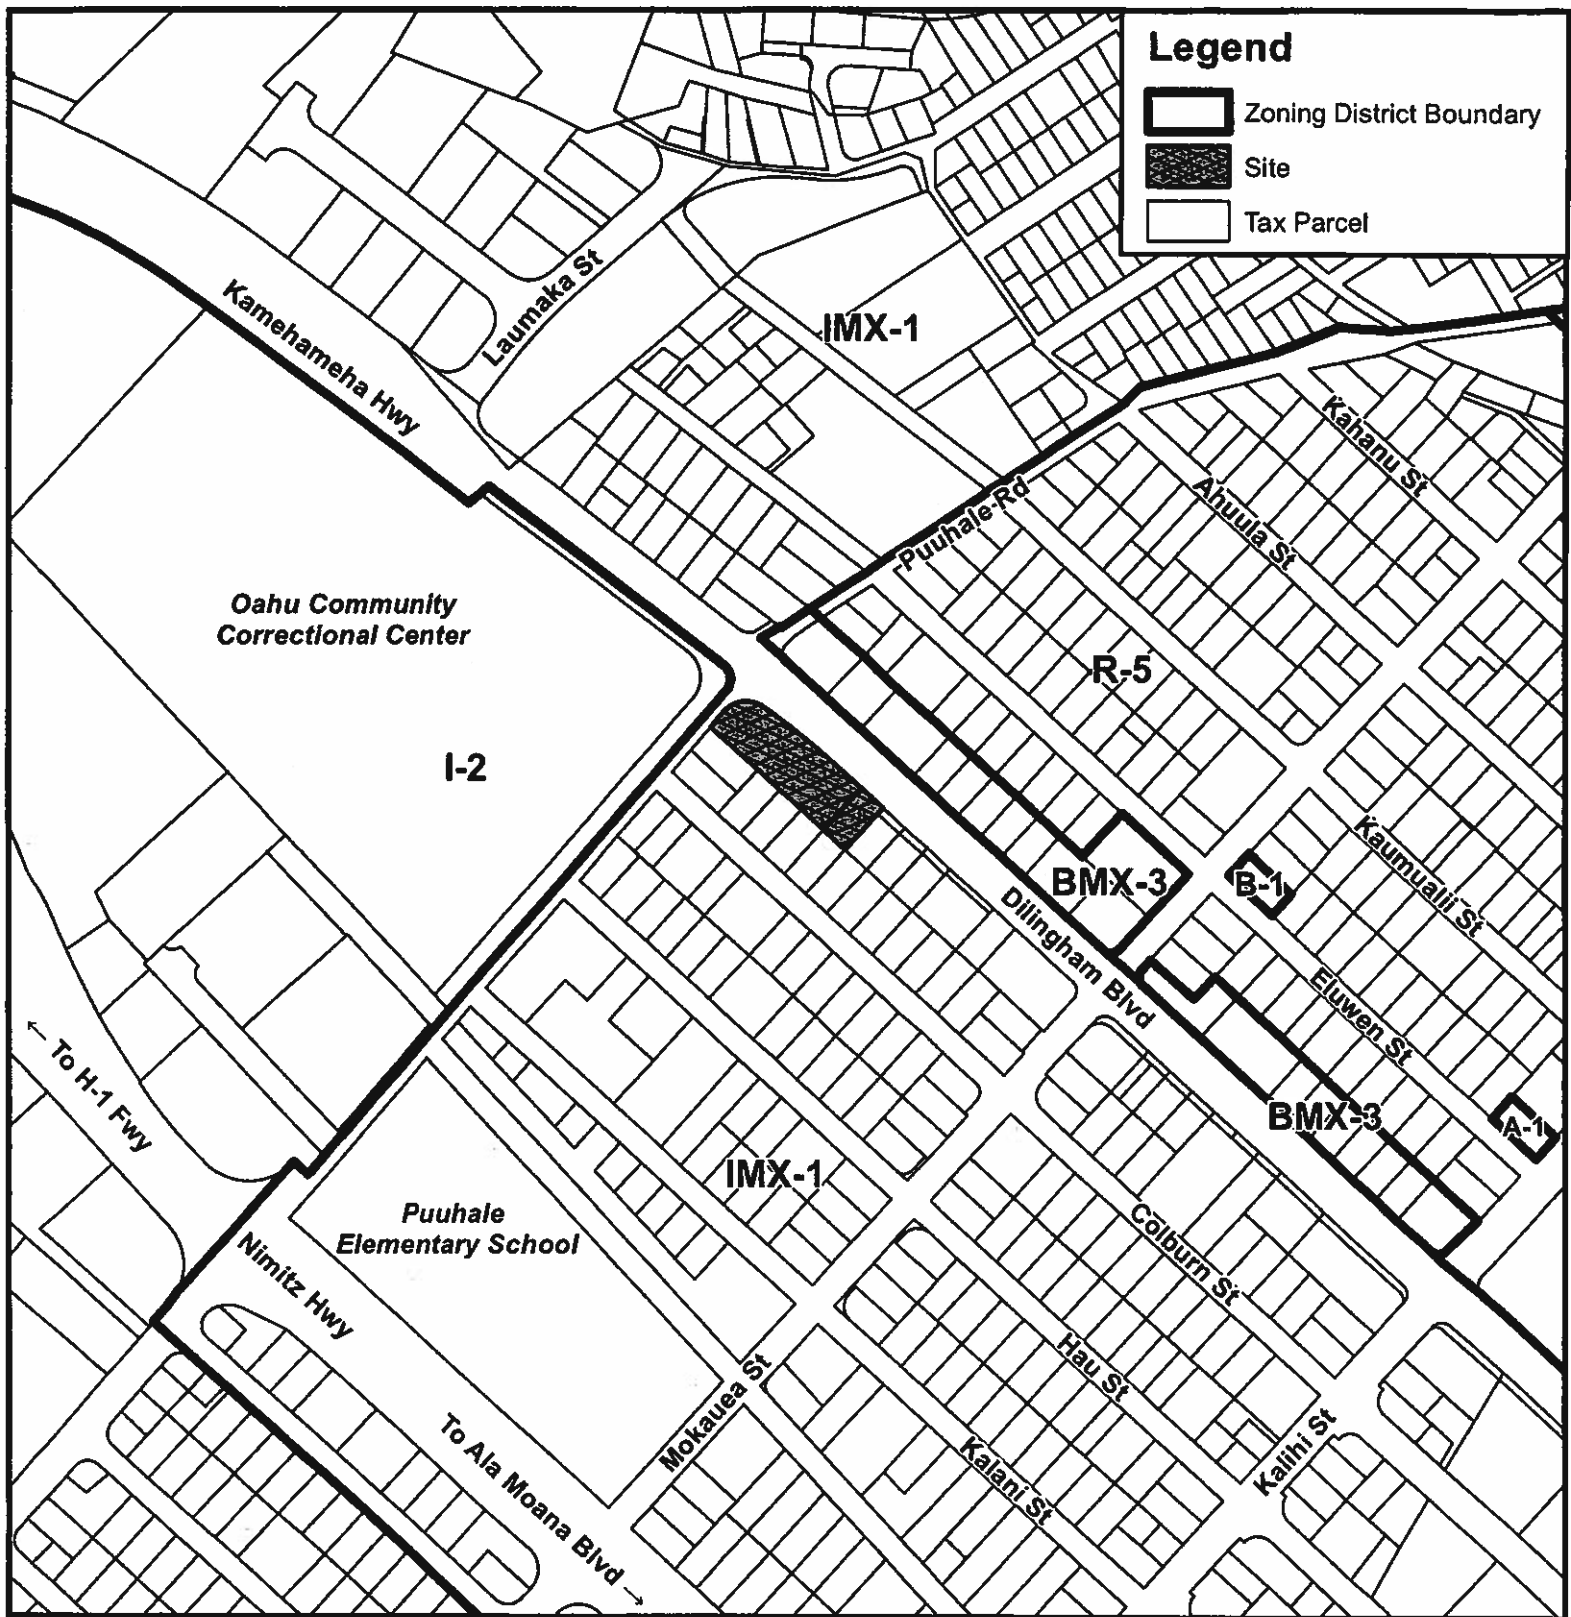 Legend
Zoning District Boundary
Site
Tax Parcel
Kamehameha Hwy
Laumaka St
IMX-1
Kahanu St
Ahuula St
Puuhale Rd
Oahu Community
Correctional Center
R-5
I-2
Kaumualii St
BMX-3
B-1
Dilingham Blvd
Eluwen St
← To H-1 Fwy
BMX-3
A-1
IMX-1
Puuhale
Elementary School
Colburn St
Nimitz Hwy
Hau St
Mokauea St
Kalihi St
To Ala Moana Blvd →
Kalani St